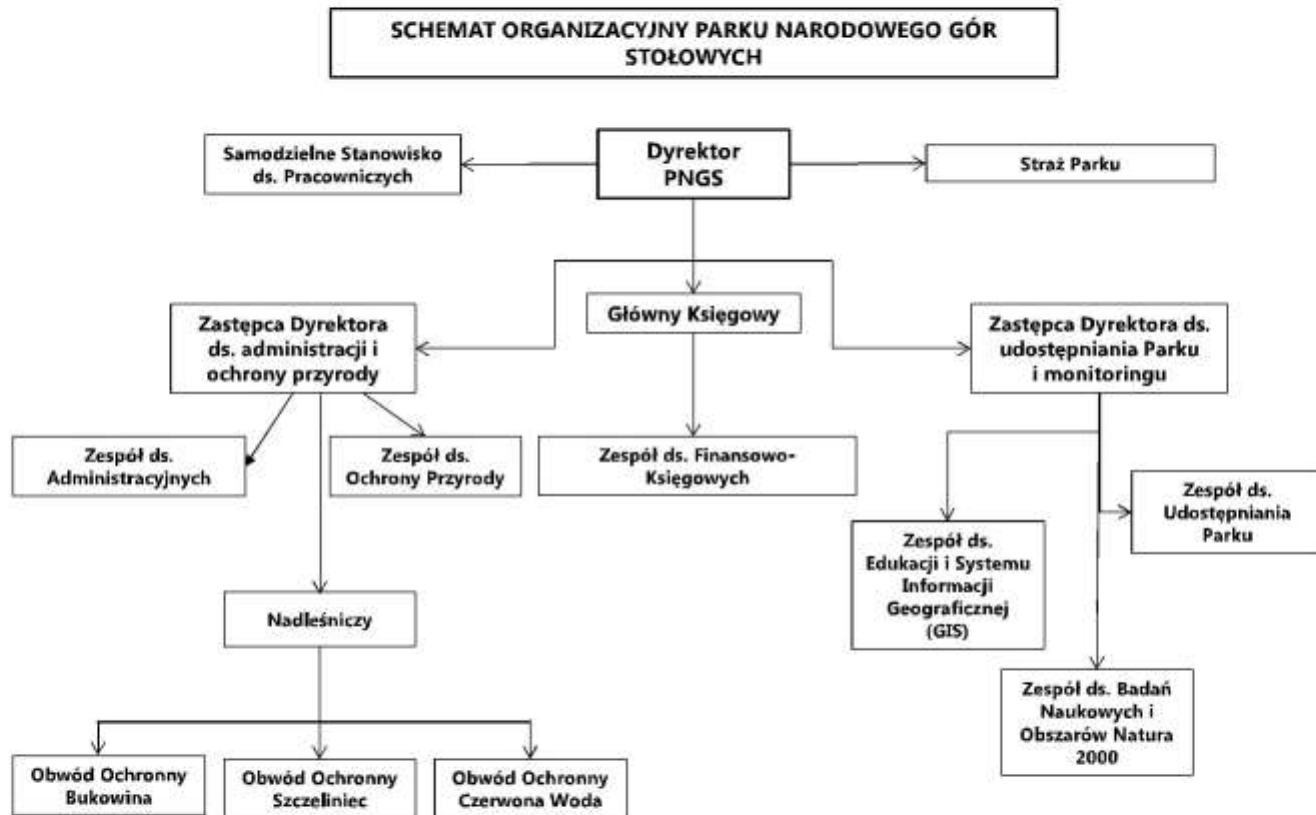 SCHEMAT ORGANIZACYJNY PARKU NARODOWEGO GÓR
STOŁOWYCH
Samodzielne Stanowisko
ds. Pracowniczych
Dyrektor
PNGS
Straż Parku
Zastępca Dyrektora
ds. administracji i
ochrony przyrody
Główny Księgowy
Zastępca Dyrektora ds.
udostępniania Parku
i monitoringu
Zespół ds.
Administracyjnych
Zespół ds.
Ochrony Przyrody
Zespół ds. Finansowo-
Księgowych
Zespół ds.
Udostępniania
Parku
Zespół ds.
Edukacji i Systemu
Informacji
Geograficznej
(GIS)
Nadleśniczy
Zespół ds. Badań
Naukowych i
Obszarów Natura
2000
Obwód Ochronny
Bukowina
Obwód Ochronny
Szczeliniec
Obwód Ochronny
Czerwona Woda